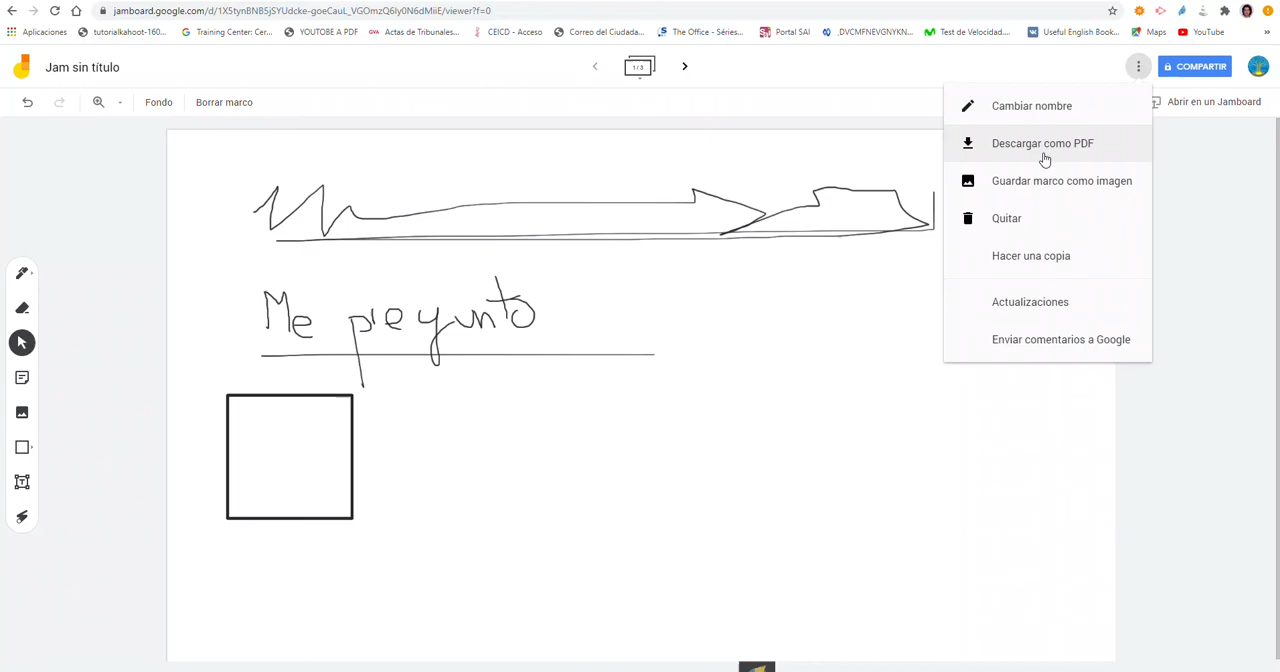 jamboard.google.com/d/1X5tynBNB5jSYUdcke-goeCauL_VGOmzQ6Iy0N6dMiiE/viewer?f=0
Aplicaciones tutorialkahoot-160... Training Center: Cer... YOUTOBE A PDF GVA Actas de Tribunales... CEICD - Acceso Correo del Ciudada... The Office - Séries... Portal SAI ,DVCMFNEVGNYKN... Test de Velocidad.... Useful English Book... Maps YouTube »
Jam sin título
1 / 3
COMPARTIR
Fondo
Borrar marco
Abrir en un Jamboard
Cambiar nombre
Descargar como PDF
Guardar marco como imagen
Quitar
Hacer una copia
Actualizaciones
Enviar comentarios a Google
Me pregunto